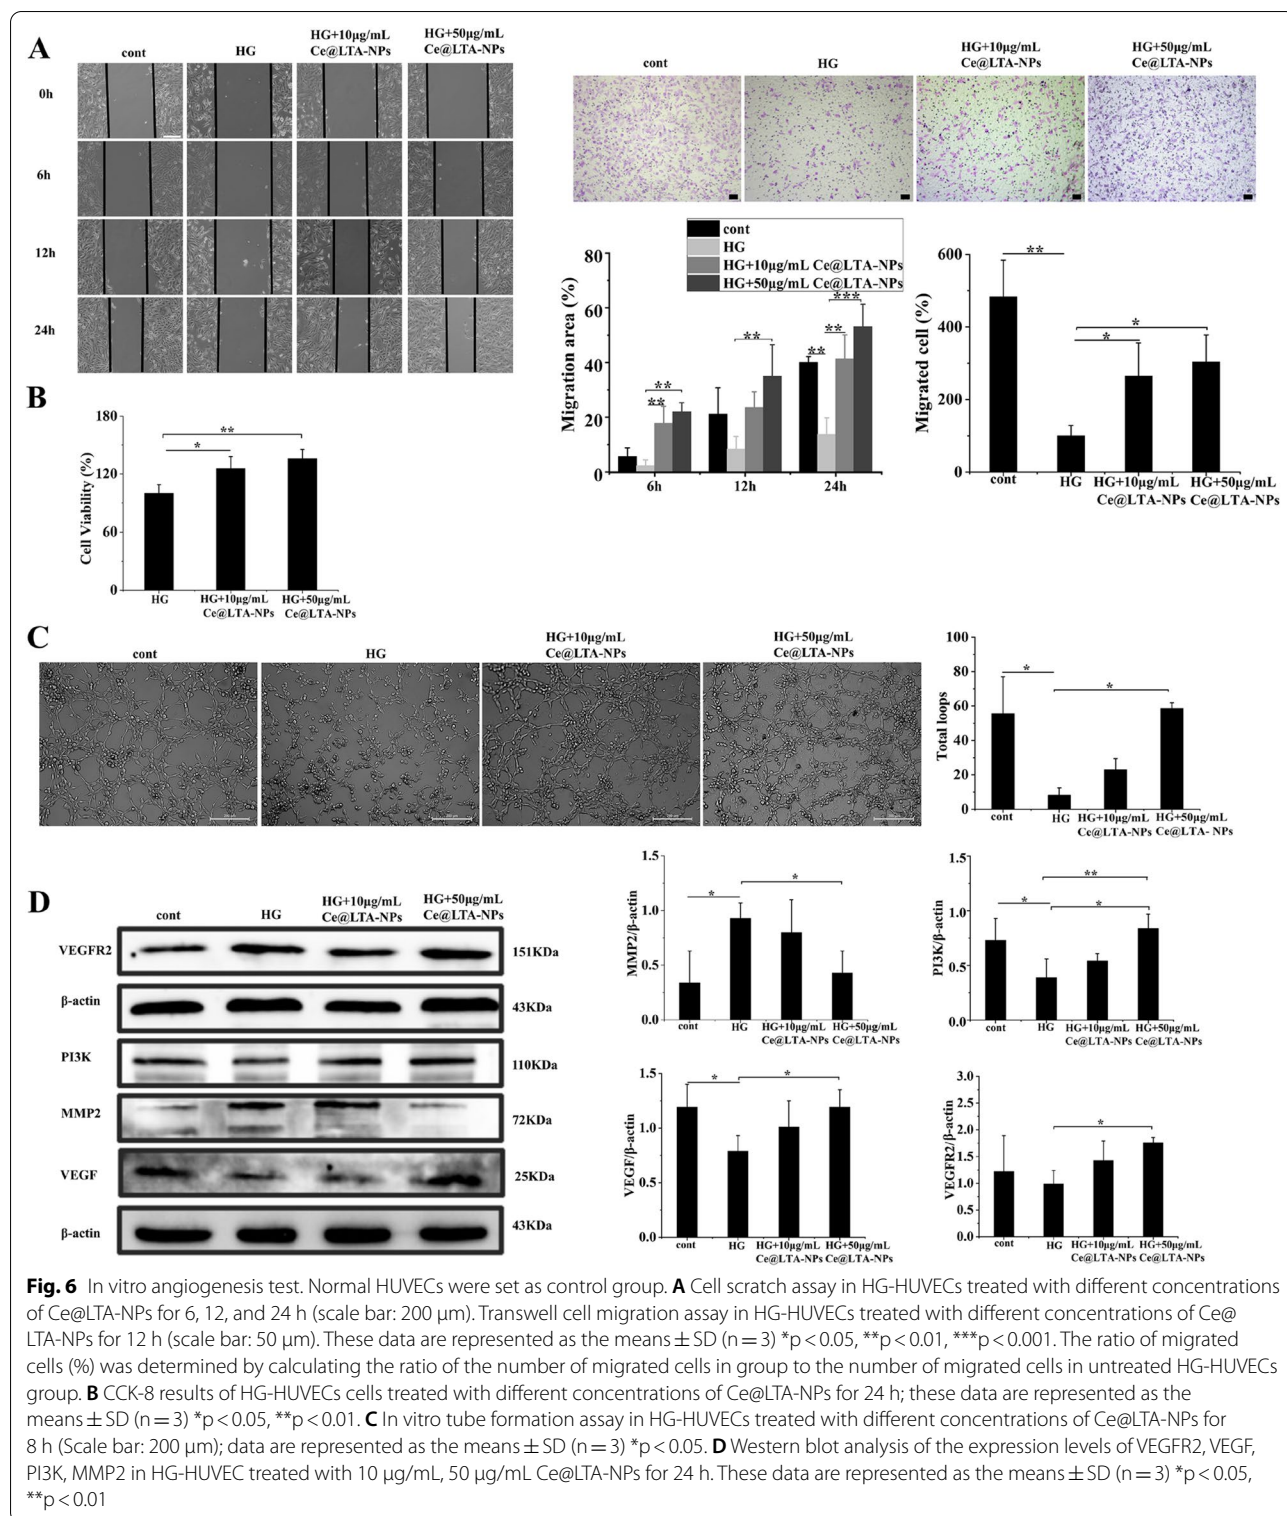 A
cont
HG
HG+10μg/mL
Ce@LTA-NPs
HG+50μg/mL
Ce@LTA-NPs
0h
6h
12h
24h
cont
HG
HG+10μg/mL
Ce@LTA-NPs
HG+50μg/mL
Ce@LTA-NPs
cont
HG
HG+10μg/mL Ce@LTA-NPs
HG+50μg/mL Ce@LTA-NPs
Migration area (%)
80
60
40
20
0
**
**
**
**
**
***
6h
12h
24h
Migrated cell (%)
600
400
200
0
**
*
*
cont
HG
HG+10μg/mL
Ce@LTA-NPs
HG+50μg/mL
Ce@LTA-NPs
B
Cell Viability (%)
180
120
60
0
*
**
HG
HG+10μg/mL
Ce@LTA-NPs
HG+50μg/mL
Ce@LTA-NPs
C
cont
HG
HG+10μg/mL
Ce@LTA-NPs
HG+50μg/mL
Ce@LTA-NPs
Total loops
100
80
60
40
20
0
*
*
cont
HG
HG+10μg/mL
Ce@LTA-NPs
HG+50μg/mL
Ce@LTA- NPs
D
cont
HG
HG+10μg/mL
Ce@LTA-NPs
HG+50μg/mL
Ce@LTA-NPs
VEGFR2
151KDa
β-actin
43KDa
PI3K
110KDa
MMP2
72KDa
VEGF
25KDa
β-actin
43KDa
MMP2/β-actin
1.5
1.0
0.5
0.0
*
*
cont
HG
HG+10μg/mL
Ce@LTA-NPs
HG+50μg/mL
Ce@LTA-NPs
PI3K/β-actin
1.5
1.0
0.5
0.0
*
**
*
cont
HG
HG+10μg/mL
Ce@LTA-NPs
HG+50μg/mL
Ce@LTA-NPs
VEGF/β-actin
1.5
1.0
0.5
0.0
*
*
cont
HG
HG+10μg/mL
Ce@LTA-NPs
HG+50μg/mL
Ce@LTA-NPs
VEGFR2/β-actin
3.0
2.5
2.0
1.5
1.0
0.5
0.0
*
cont
HG
HG+10μg/mL
Ce@LTA-NPs
HG+50μg/mL
Ce@LTA-NPs
Fig. 6 In vitro angiogenesis test. Normal HUVECs were set as control group. A Cell scratch assay in HG-HUVECs treated with different concentrations
of Ce@LTA-NPs for 6, 12, and 24 h (scale bar: 200 μm). Transwell cell migration assay in HG-HUVECs treated with different concentrations of Ce@
LTA-NPs for 12 h (scale bar: 50 μm). These data are represented as the means ± SD (n = 3) *p < 0.05, **p < 0.01, ***p < 0.001. The ratio of migrated
cells (%) was determined by calculating the ratio of the number of migrated cells in group to the number of migrated cells in untreated HG-HUVECs
group. B CCK-8 results of HG-HUVECs cells treated with different concentrations of Ce@LTA-NPs for 24 h; these data are represented as the
means ± SD (n = 3) *p < 0.05, **p < 0.01. C In vitro tube formation assay in HG-HUVECs treated with different concentrations of Ce@LTA-NPs for
8 h (Scale bar: 200 μm); data are represented as the means ± SD (n = 3) *p < 0.05. D Western blot analysis of the expression levels of VEGFR2, VEGF,
PI3K, MMP2 in HG-HUVEC treated with 10 μg/mL, 50 μg/mL Ce@LTA-NPs for 24 h. These data are represented as the means ± SD (n = 3) *p < 0.05,
**p < 0.01